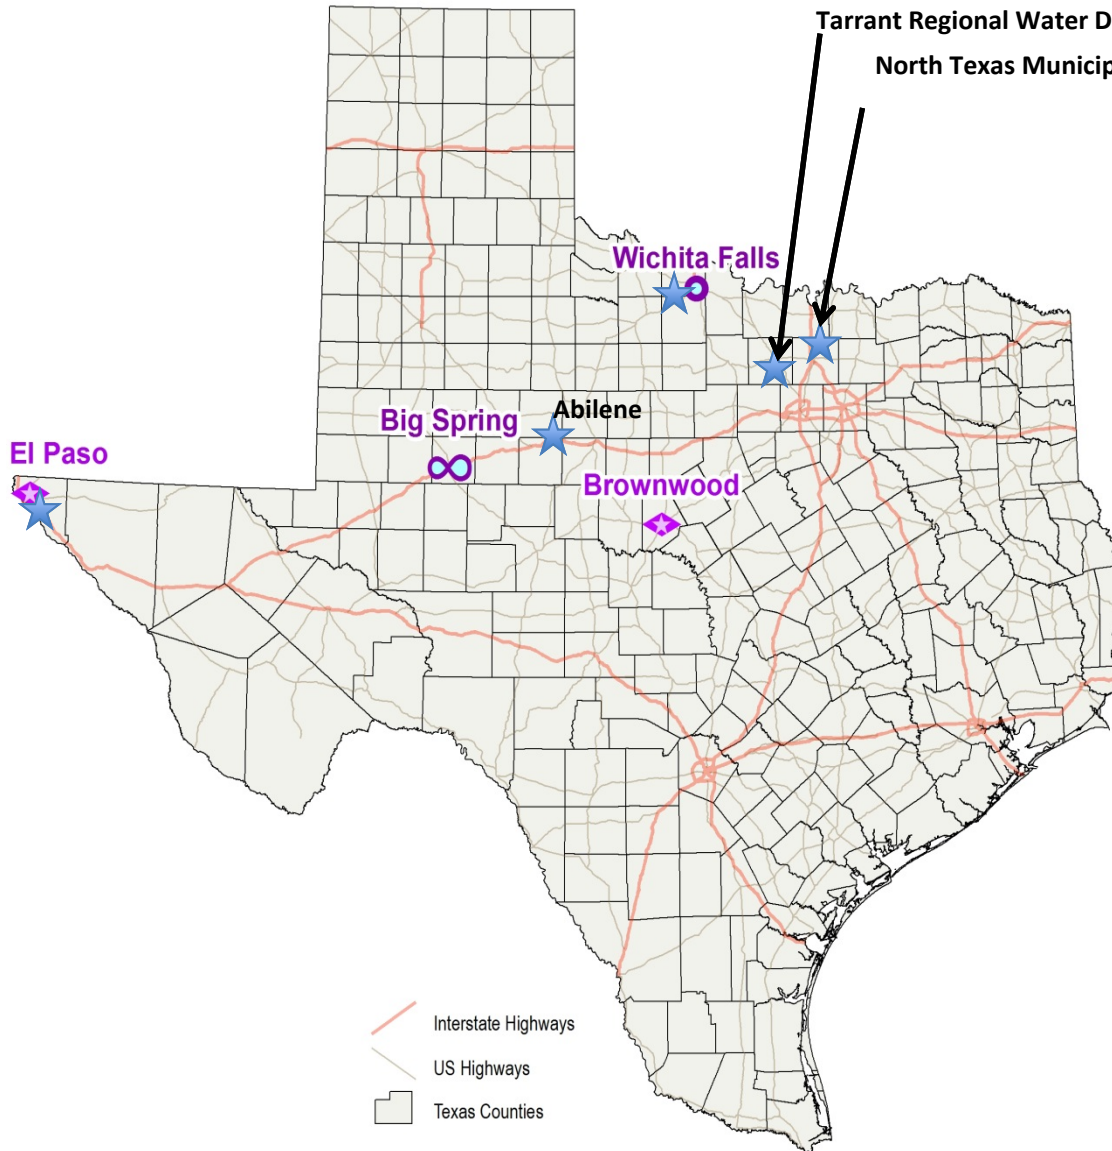 Tarrant Regional Water D
North Texas Municip
Wichita Falls
Abilene
Big Spring
El Paso
Brownwood
Interstate Highways
US Highways
Texas Counties